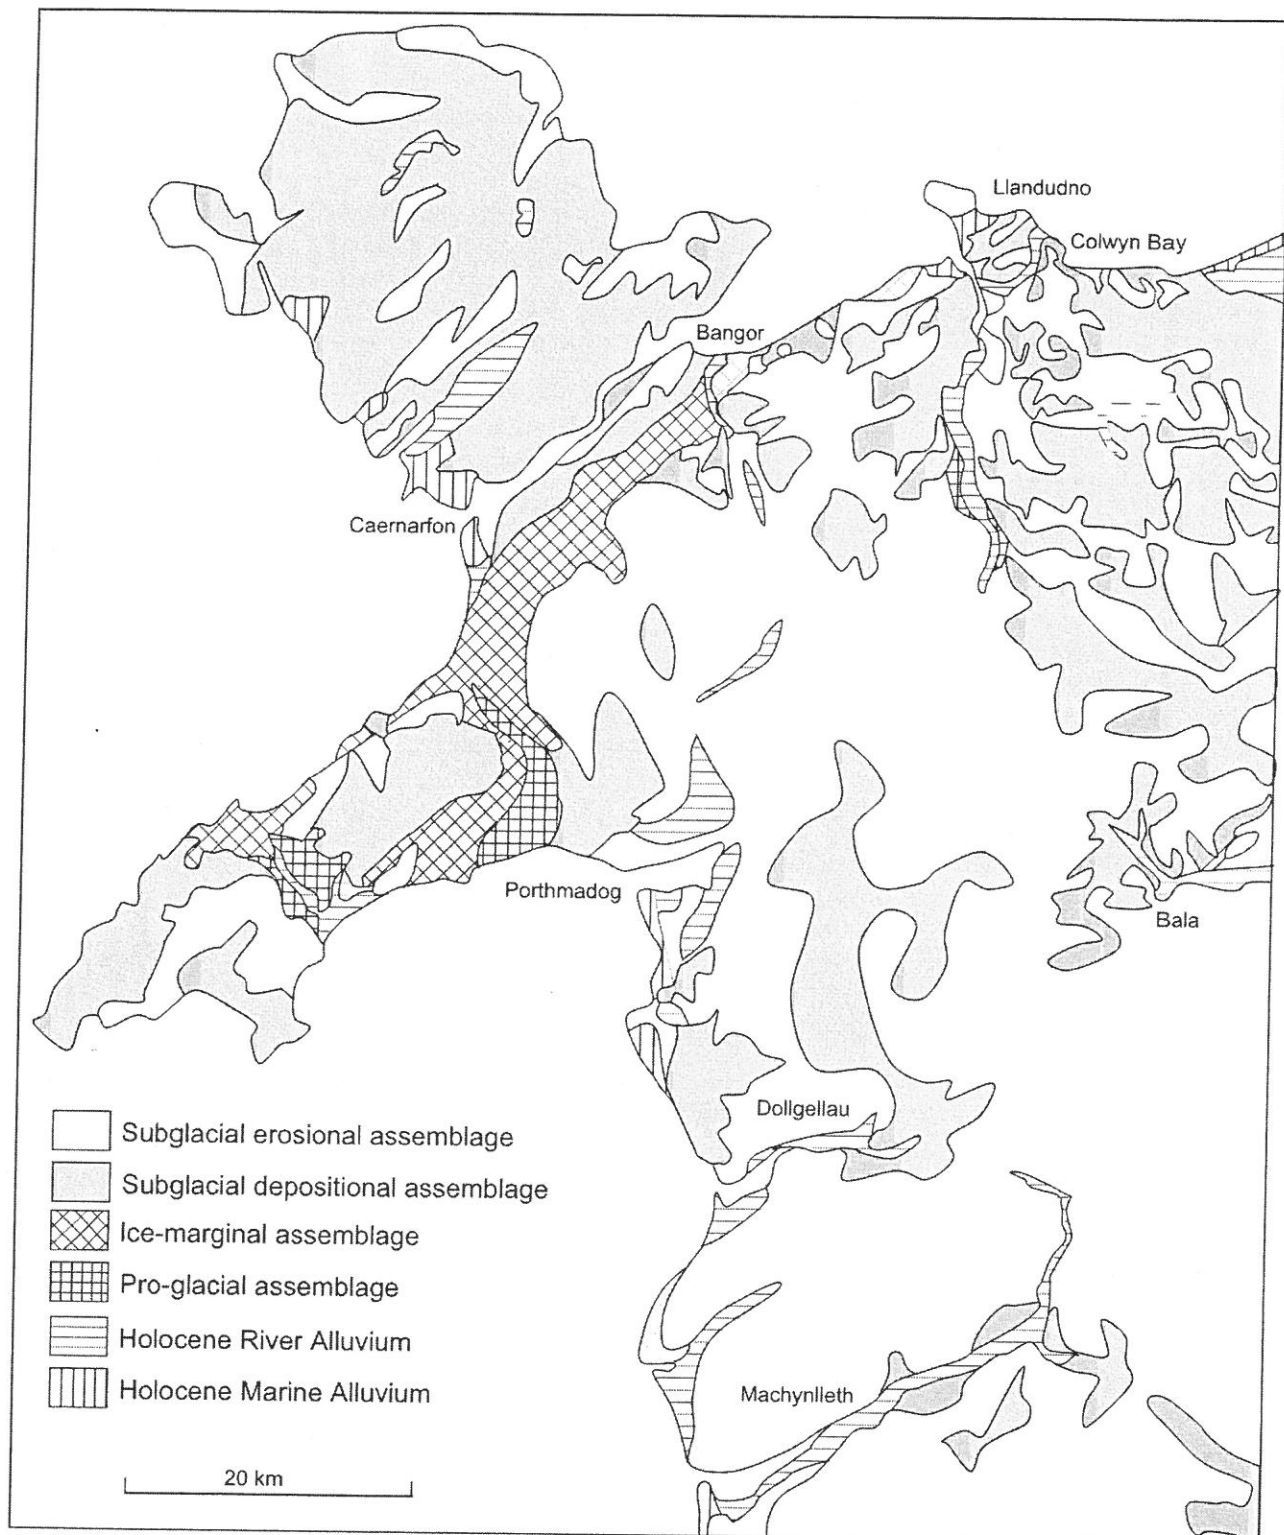 Llandudno
Colwyn Bay
Bangor
Caernarfon
Porthmadog
Bala
Dollgellau
Machynlleth
Subglacial erosional assemblage
Subglacial depositional assemblage
Ice-marginal assemblage
Pro-glacial assemblage
Holocene River Alluvium
Holocene Marine Alluvium
20 km